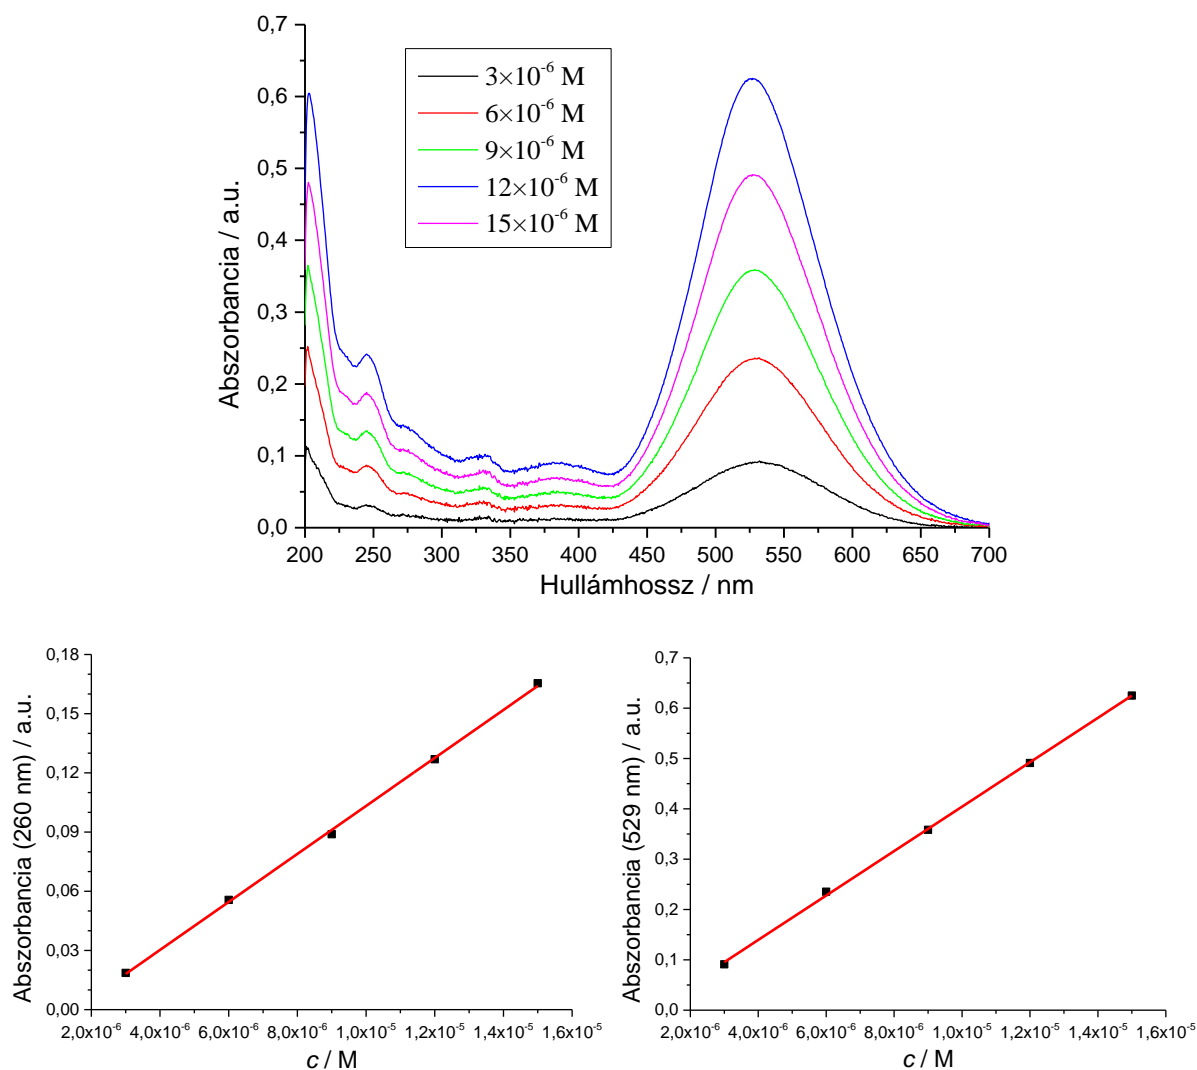 0,7
0,6
0,5
0,4
0,3
0,2
0,1
0,0
Abszorbancia / a.u.
3×10⁻⁶ M
6×10⁻⁶ M
9×10⁻⁶ M
12×10⁻⁶ M
15×10⁻⁶ M
200 250 300 350 400 450 500 550 600 650 700
Hullámhossz / nm
0,18
0,15
0,12
0,09
0,06
0,03
0,00
Abszorbancia (260 nm) / a.u.
2,0x10⁻⁶ 4,0x10⁻⁶ 6,0x10⁻⁶ 8,0x10⁻⁶ 1,0x10⁻⁵ 1,2x10⁻⁵ 1,4x10⁻⁵ 1,6x10⁻⁵
c / M
0,7
0,6
0,5
0,4
0,3
0,2
0,1
0,0
Abszorbancia (529 nm) / a.u.
2,0x10⁻⁶ 4,0x10⁻⁶ 6,0x10⁻⁶ 8,0x10⁻⁶ 1,0x10⁻⁵ 1,2x10⁻⁵ 1,4x10⁻⁵ 1,6x10⁻⁵
c / M